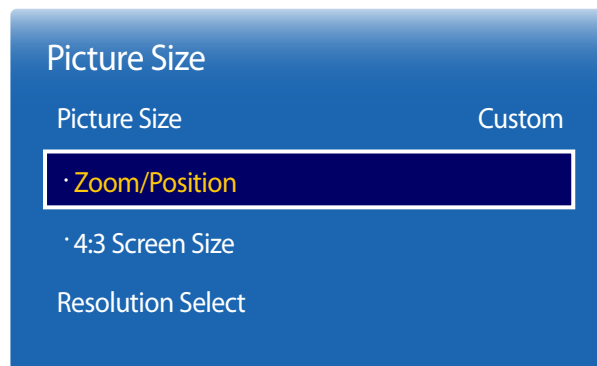 Picture Size
Picture Size Custom
· Zoom/Position
· 4:3 Screen Size
Resolution Select